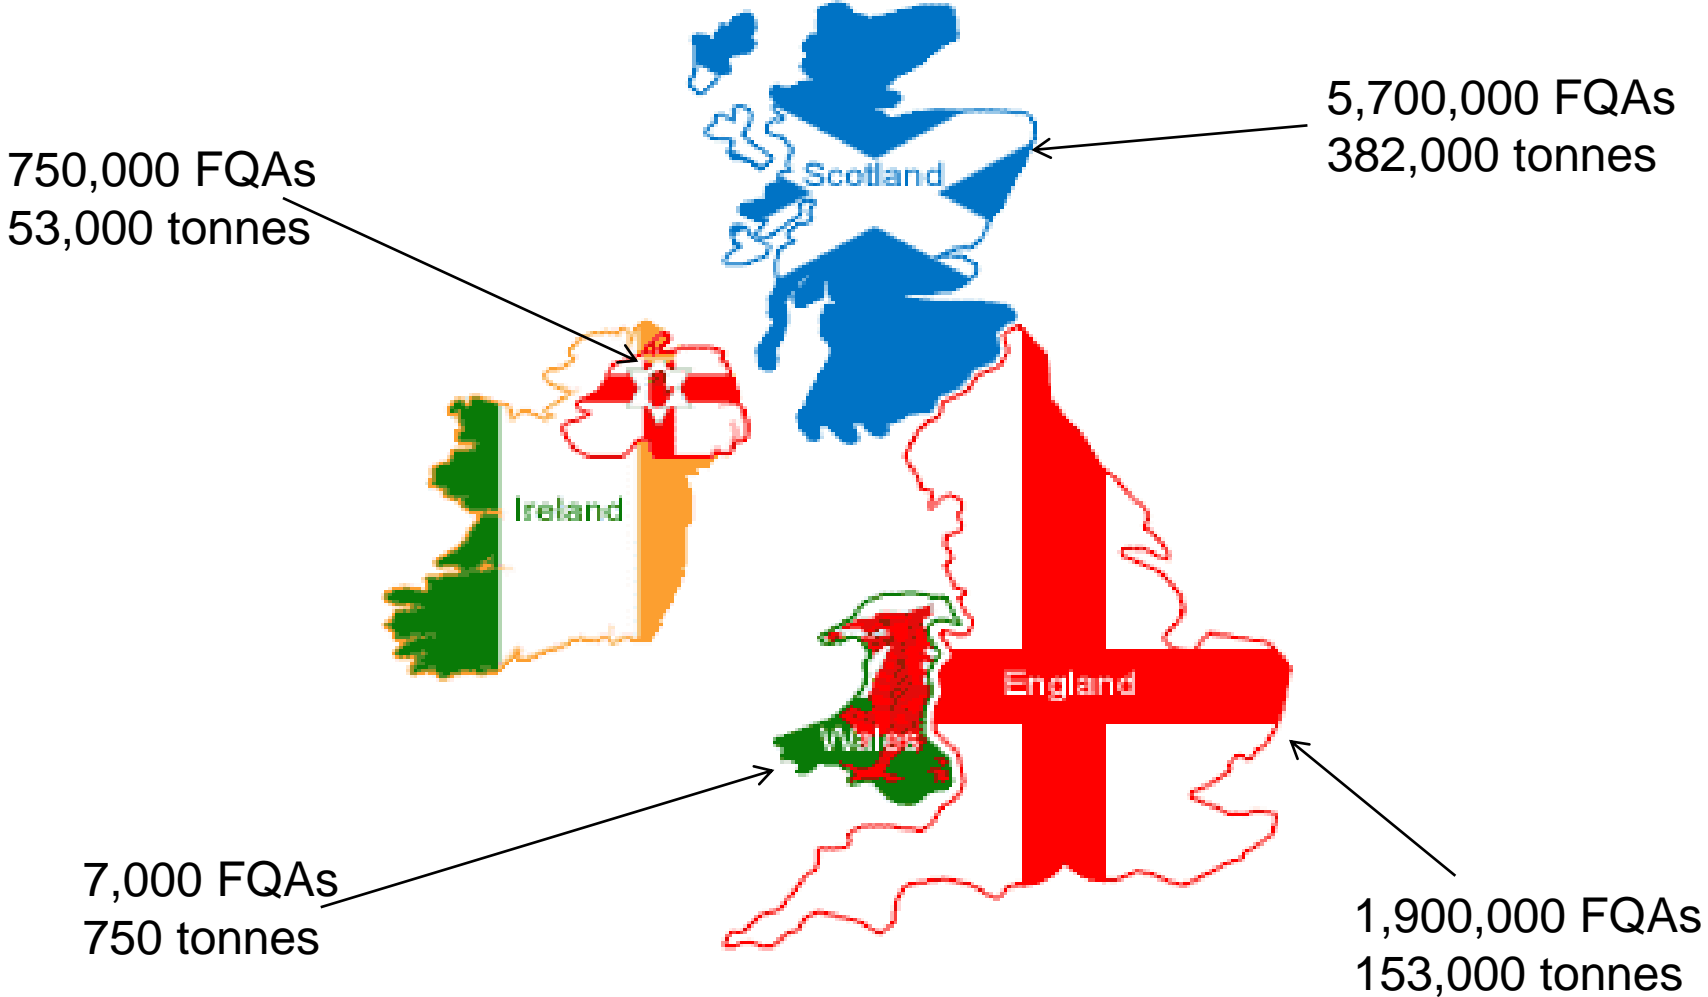 5,700,000 FQAs
382,000 tonnes
750,000 FQAs
53,000 tonnes
Scotland
Ireland
England
Wales
7,000 FQAs
750 tonnes
1,900,000 FQAs
153,000 tonnes